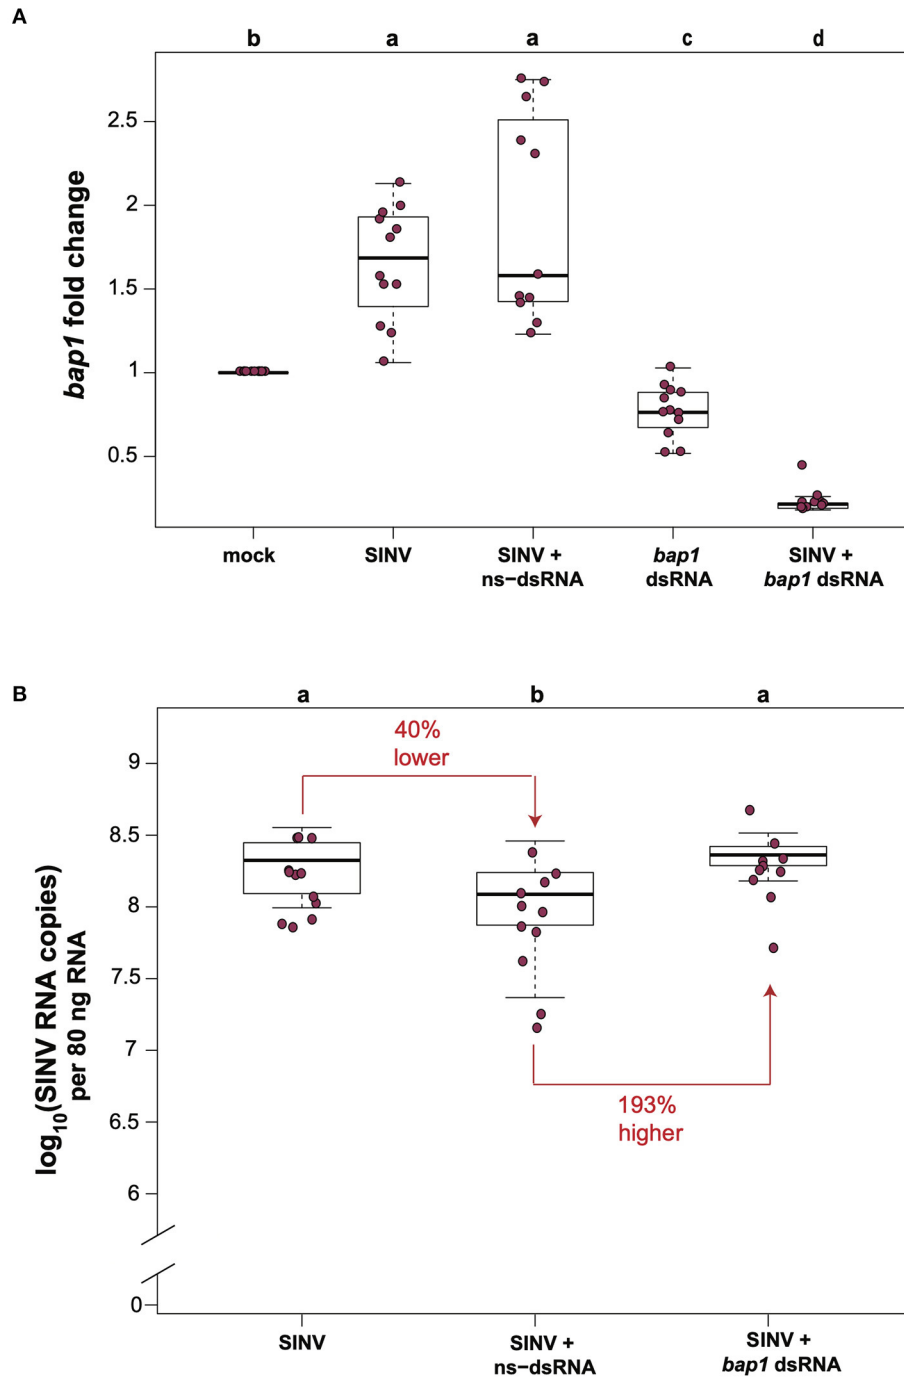 A
b a a c d
bap1 fold change
2.5
2
1.5
1
0.5
mock SINV SINV + bap1 SINV +
ns−dsRNA dsRNA bap1 dsRNA
B
a b a
40%
lower
log10(SINV RNA copies
per 80 ng RNA
9
8.5
8
7.5
7
6.5
6
0
193%
higher
SINV SINV + SINV +
ns−dsRNA bap1 dsRNA